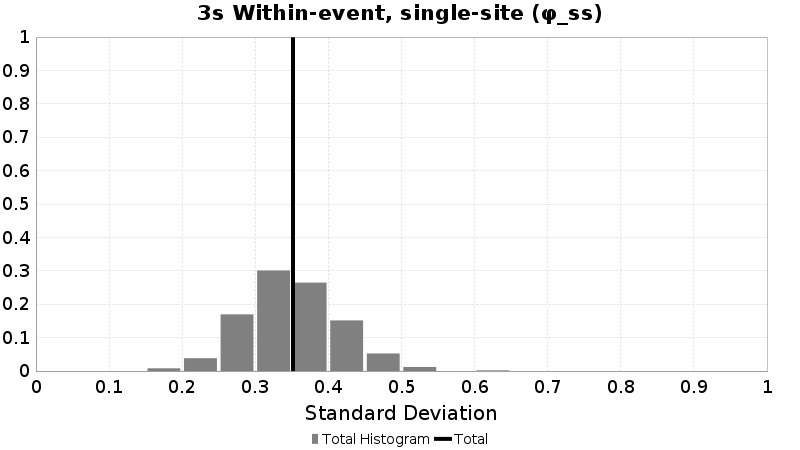 3s Within-event, single-site (φ_ss)
1
0.9
0.8
0.7
0.6
0.5
0.4
0.3
0.2
0.1
0
0 0.1 0.2 0.3 0.4 0.5 0.6 0.7 0.8 0.9 1
Standard Deviation
Total Histogram Total